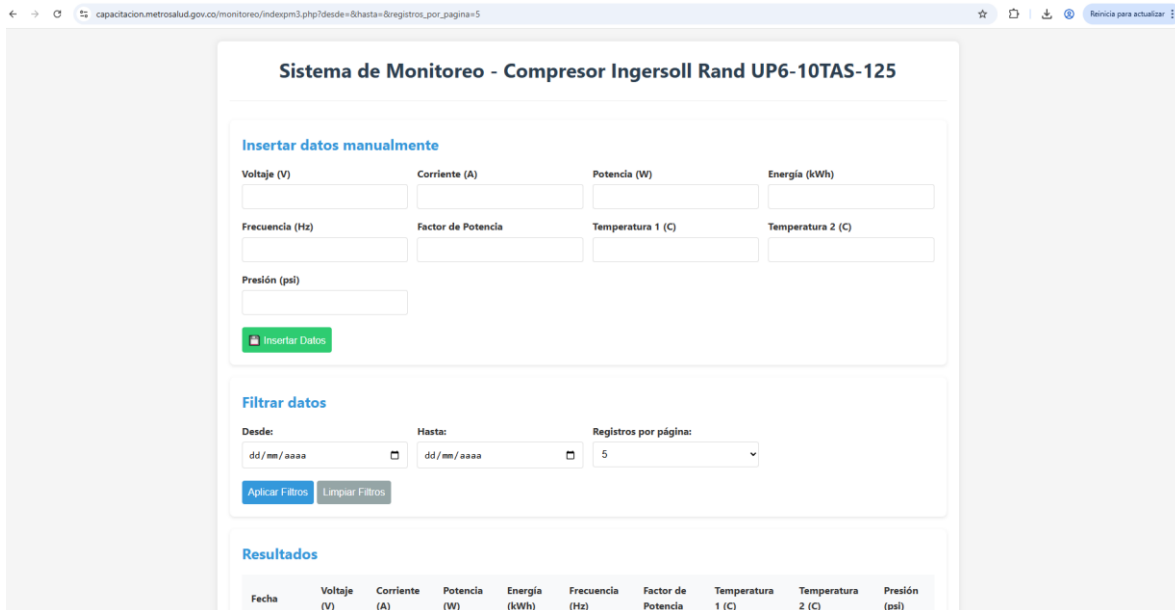 capacitacion.metrosalud.gov.co/monitoreo/indexpm3.php?desde=&hasta=&registros_por_pagina=5
Reinicia para actualizar
Sistema de Monitoreo - Compresor Ingersoll Rand UP6-10TAS-125
Insertar datos manualmente
Voltaje (V) Corriente (A) Potencia (W) Energía (kWh)
Frecuencia (Hz) Factor de Potencia Temperatura 1 (C) Temperatura 2 (C)
Presión (psi)
Insertar Datos
Filtrar datos
Desde: Hasta: Registros por página:
dd/mm/aaaa dd/mm/aaaa 5
Aplicar Filtros Limpiar Filtros
Resultados
Fecha Voltaje (V) Corriente (A) Potencia (W) Energía (kWh) Frecuencia (Hz) Factor de Potencia Temperatura 1 (C) Temperatura 2 (C) Presión (psi)